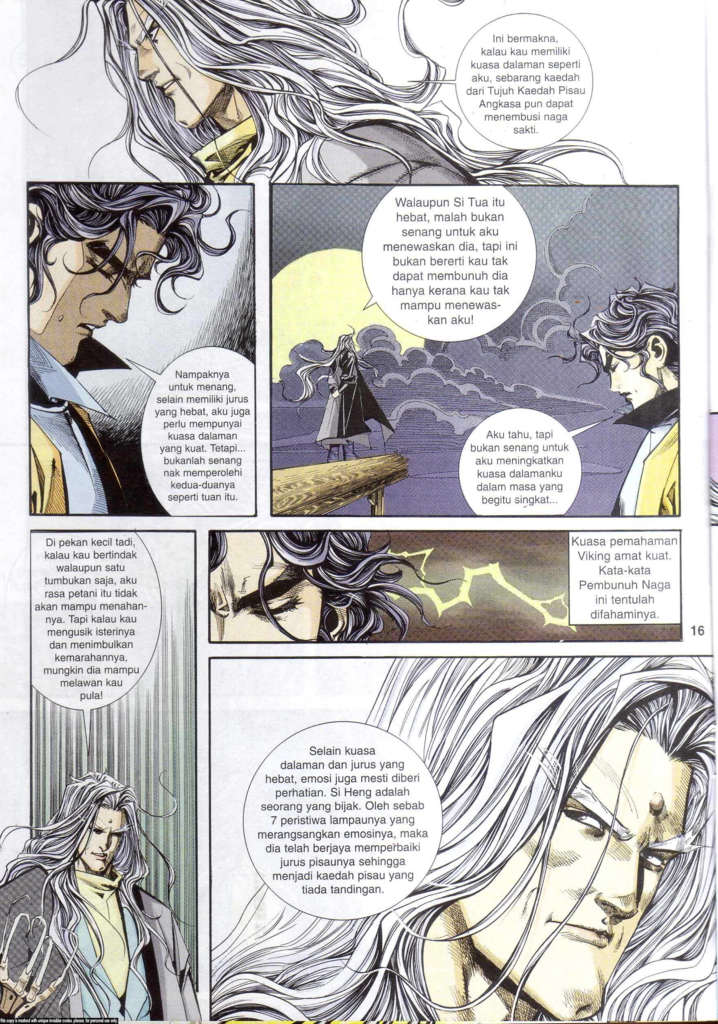 Ini bermakna,
kalau kau memiliki
kuasa dalaman seperti
aku, sebarang kaedah
dari Tujuh Kaedah Pisau
Angkasa pun dapat
menembusi naga
sakti.
Walaupun Si Tua itu
hebat, malah bukan
senang untuk aku
menewaskan dia, tapi ini
bukan bererti kau tak
dapat membunuh dia
hanya kerana kau tak
mampu menewas-
kan aku!
Nampaknya
untuk menang,
selain memiliki jurus
yang hebat, aku juga
perlu mempunyai
kuasa dalaman
yang kuat. Tetapi...
bukanlah senang
nak memperolehi
kedua-duanya
seperti tuan itu.
Aku tahu, tapi
bukan senang untuk
aku meningkatkan
kuasa dalamanku
dalam masa yang
begitu singkat...
Di pekan kecil tadi,
kalau kau bertindak
walaupun satu
tumbukan saja, aku
rasa petani itu tidak
akan mampu menahan-
nya. Tapi kalau kau
mengusik isterinya
dan menimbulkan
kemarahannya,
mungkin dia mampu
melawan kau
pula!
Kuasa pemahaman
Viking amat kuat.
Kata-kata
Pembunuh Naga
ini tentulah
difahaminya.
16
Selain kuasa
dalaman dan jurus yang
hebat, emosi juga mesti diberi
perhatian. Si Heng adalah
seorang yang bijak. Oleh sebab
7 peristiwa lampaunya yang
merangsangkan emosinya, maka
dia telah berjaya memperbaiki
jurus pisaunya sehingga
menjadi kaedah pisau yang
tiada tandingan.